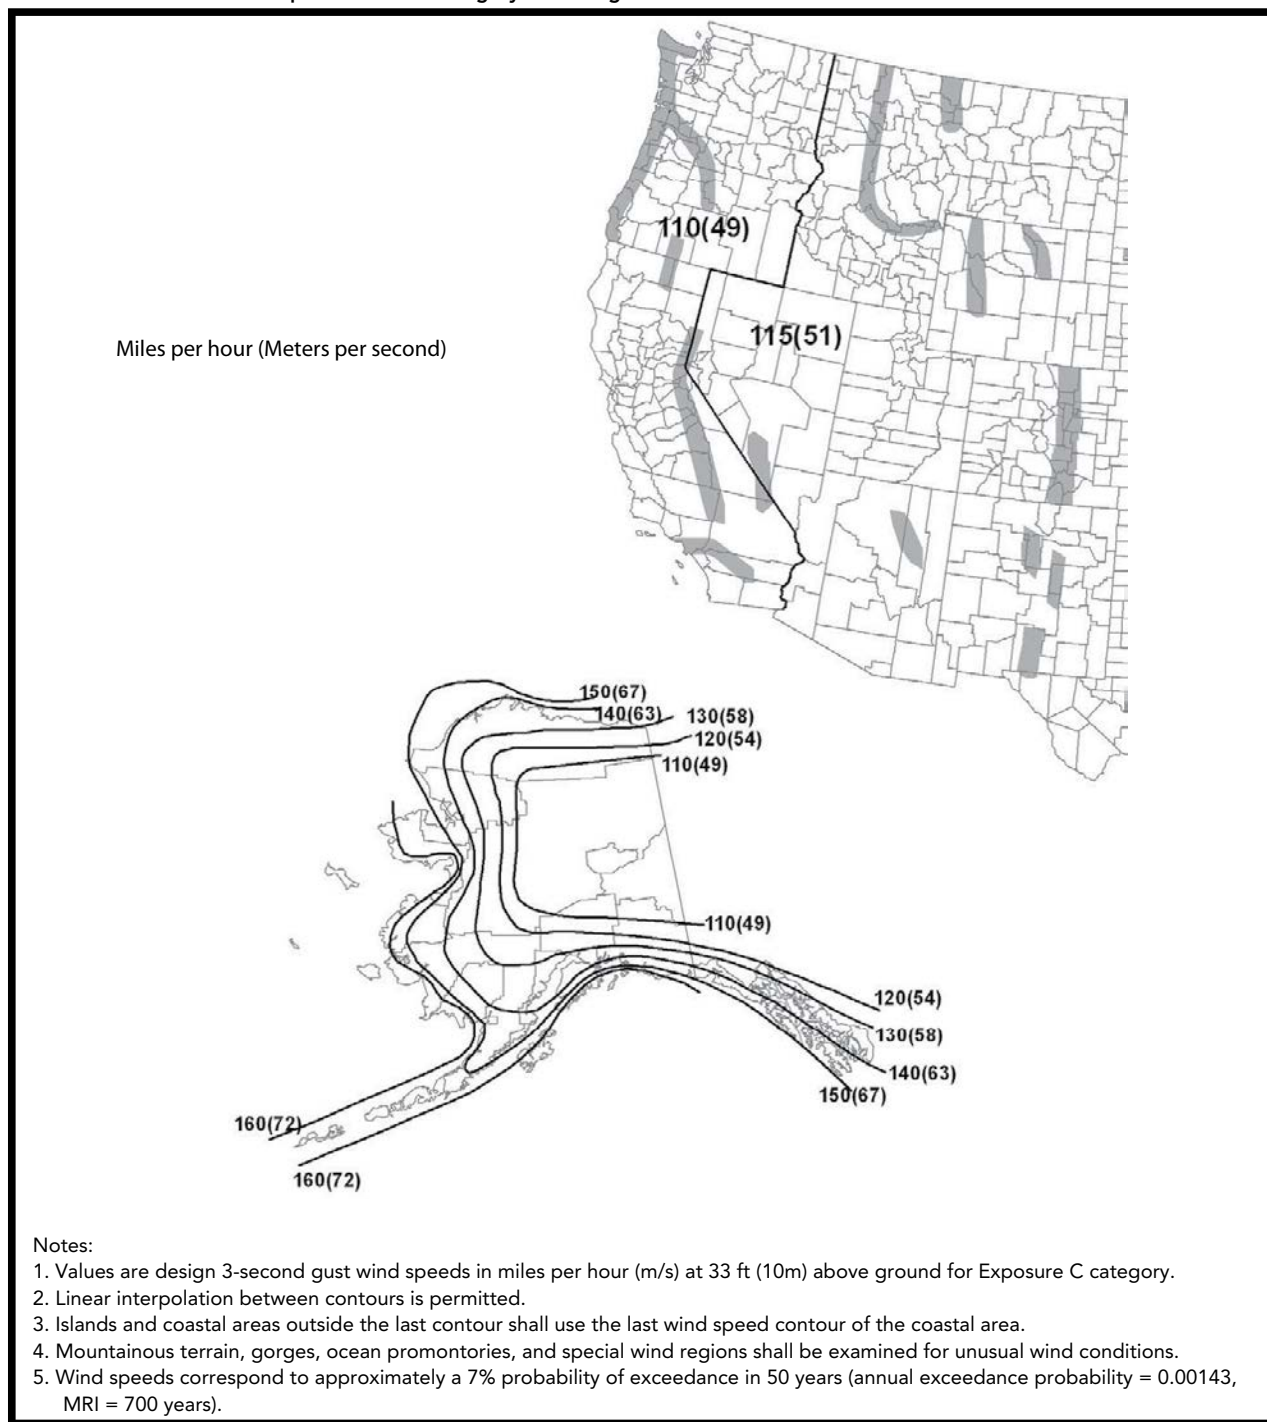 110(49)
115(51)
Miles per hour (Meters per second)
150(67)
140(63)
130(58)
120(54)
110(49)
110(49)
120(54)
130(58)
140(63)
150(67)
160(72)
160(72)
Notes:
1. Values are design 3-second gust wind speeds in miles per hour (m/s) at 33 ft (10m) above ground for Exposure C category.
2. Linear interpolation between contours is permitted.
3. Islands and coastal areas outside the last contour shall use the last wind speed contour of the coastal area.
4. Mountainous terrain, gorges, ocean promontories, and special wind regions shall be examined for unusual wind conditions.
5. Wind speeds correspond to approximately a 7% probability of exceedance in 50 years (annual exceedance probability = 0.00143,
MRI = 700 years).